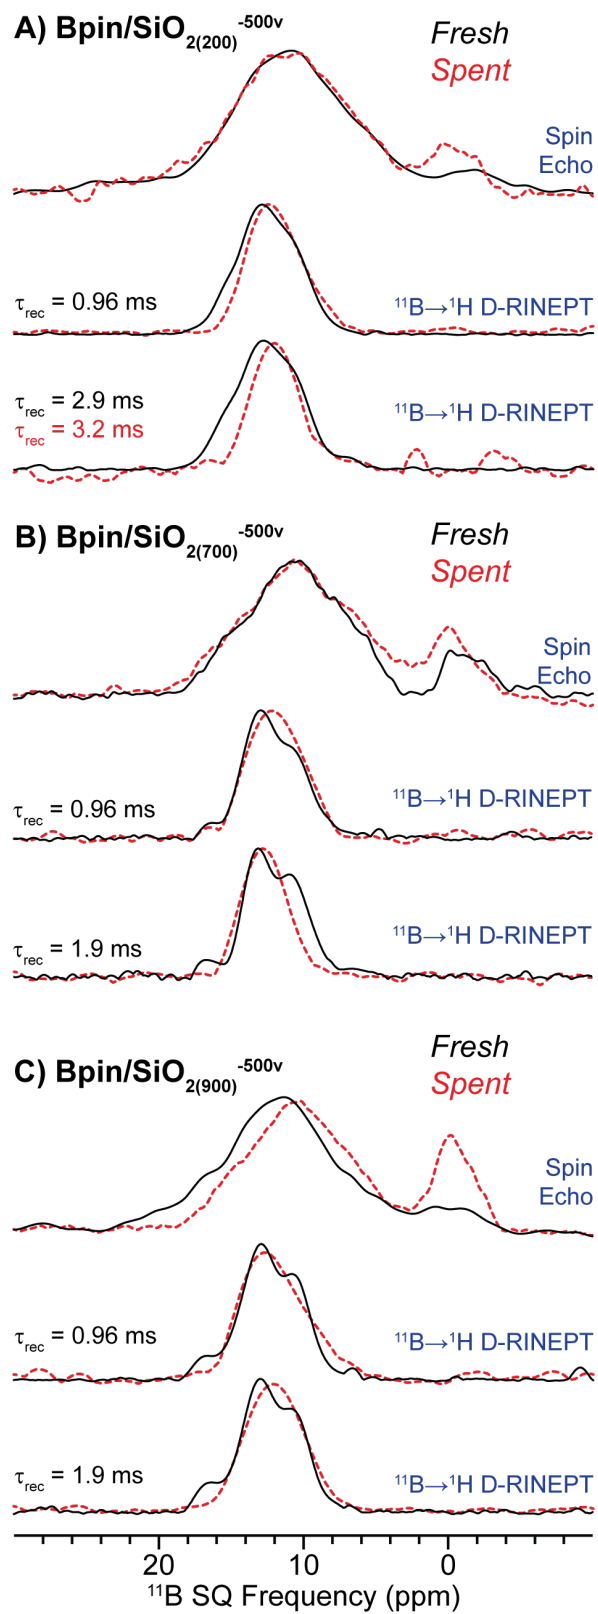 A) Bpin/SiO2(200)-500v
Fresh
Spent
Spin
Echo
τrec = 0.96 ms
11B→1H D-RINEPT
τrec = 2.9 ms
τrec = 3.2 ms
11B→1H D-RINEPT
B) Bpin/SiO2(700)-500v
Fresh
Spent
Spin
Echo
τrec = 0.96 ms
11B→1H D-RINEPT
τrec = 1.9 ms
11B→1H D-RINEPT
C) Bpin/SiO2(900)-500v
Fresh
Spent
Spin
Echo
τrec = 0.96 ms
11B→1H D-RINEPT
τrec = 1.9 ms
11B→1H D-RINEPT
20 10 0
11B SQ Frequency (ppm)